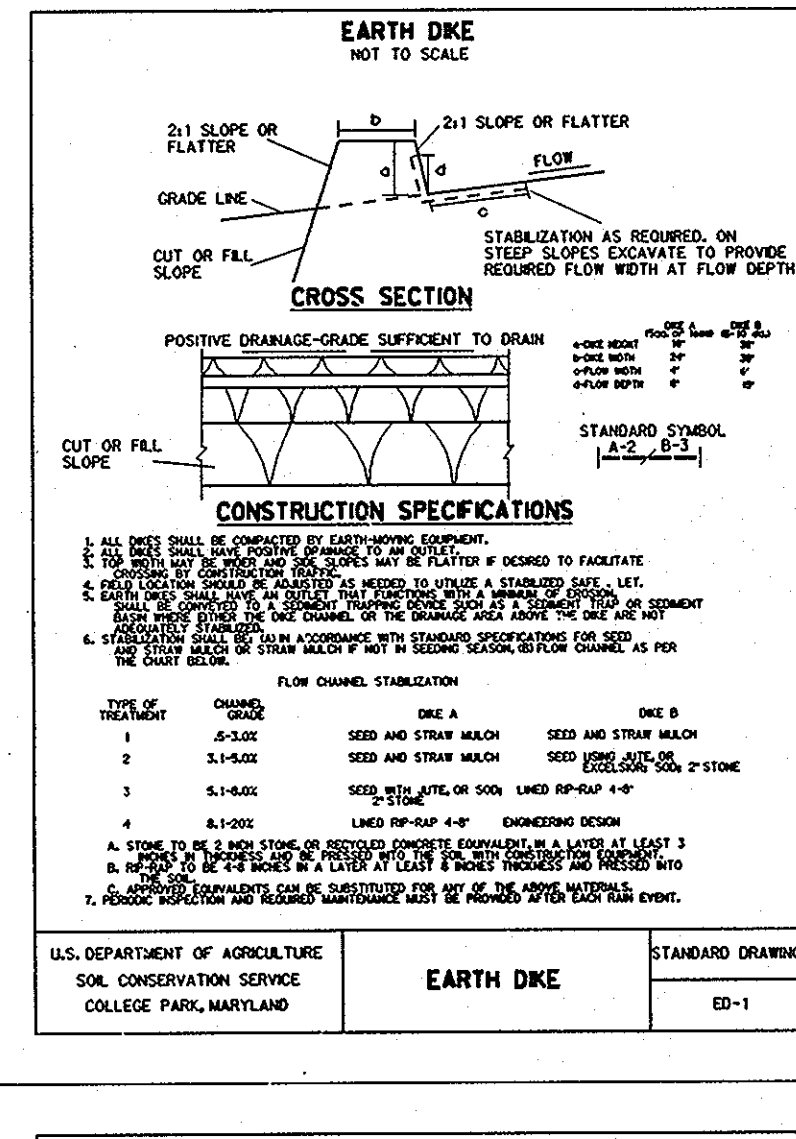 EARTH DIKE
NOT TO SCALE
b
2:1 SLOPE OR
FLATTER
2:1 SLOPE OR FLATTER
a
d
FLOW
GRADE LINE
c
CUT OR FILL
SLOPE
STABILIZATION AS REQUIRED. ON
STEEP SLOPES EXCAVATE TO PROVIDE
REQUIRED FLOW WIDTH AT FLOW DEPTH
CROSS SECTION
POSITIVE DRAINAGE-GRADE SUFFICIENT TO DRAIN
DIKE A DIKE B
a-DIKE HEIGHT
b-DIKE WIDTH 24"
c-FLOW WIDTH 4' 6'
d-FLOW DEPTH 8"
STANDARD SYMBOL
A-2 B-3
CUT OR FILL
SLOPE
CONSTRUCTION SPECIFICATIONS
1. ALL DIKES SHALL BE COMPACTED BY EARTH-MOVING EQUIPMENT.
2. ALL DIKES SHALL HAVE POSITIVE DRAINAGE TO AN OUTLET.
3. TOP WIDTH MAY BE WIDER AND SIDE SLOPES MAY BE FLATTER IF DESIRED TO FACILITATE
CROSSING BY CONSTRUCTION TRAFFIC.
4. FIELD LOCATION SHOULD BE ADJUSTED AS NEEDED TO UTILIZE A STABILIZED SAFE LET.
5. EARTH DIKES SHALL HAVE AN OUTLET THAT FUNCTIONS WITH A MINIMUM OF EROSION.
SHALL BE CONVEYED TO A SEDIMENT TRAPPING DEVICE SUCH AS A SEDIMENT TRAP OR SEDIMENT
BASIN WHERE EITHER THE DIKE CHANNEL OR THE DRAINAGE AREA ABOVE THE DIKE ARE NOT
ADEQUATELY STABILIZED.
6. STABILIZATION SHALL BE: (A) IN ACCORDANCE WITH STANDARD SPECIFICATIONS FOR SEED
AND STRAW MULCH OR STRAW MULCH IF NOT IN SEEDING SEASON, (B) FLOW CHANNEL AS PER
THE CHART BELOW.
FLOW CHANNEL STABILIZATION
TYPE OF TREATMENT CHANNEL GRADE DIKE A DIKE B
1 .5-3.0% SEED AND STRAW MULCH SEED AND STRAW MULCH
2 3.1-5.0% SEED AND STRAW MULCH SEED USING JUTE, OR
EXCELSIOR; SOD; 2" STONE
3 5.1-8.0% SEED WITH JUTE, OR SOD; LINED RIP-RAP 4-8"
2" STONE
4 8.1-20% LINED RIP-RAP 4-8" ENGINEERING DESIGN
A. STONE TO BE 2 INCH STONE, OR RECYCLED CONCRETE EQUIVALENT, IN A LAYER AT LEAST 3
INCHES IN THICKNESS AND BE PRESSED INTO THE SOIL WITH CONSTRUCTION EQUIPMENT.
B. RIP-RAP TO BE 4-8 INCHES IN A LAYER AT LEAST 8 INCHES THICKNESS AND PRESSED INTO
THE SOIL.
C. APPROVED EQUIVALENTS CAN BE SUBSTITUTED FOR ANY OF THE ABOVE MATERIALS.
7. PERIODIC INSPECTION AND REQUIRED MAINTENANCE MUST BE PROVIDED AFTER EACH RAIN EVENT.
U.S. DEPARTMENT OF AGRICULTURE
SOIL CONSERVATION SERVICE
COLLEGE PARK, MARYLAND
EARTH DIKE
STANDARD DRAWING
ED-1